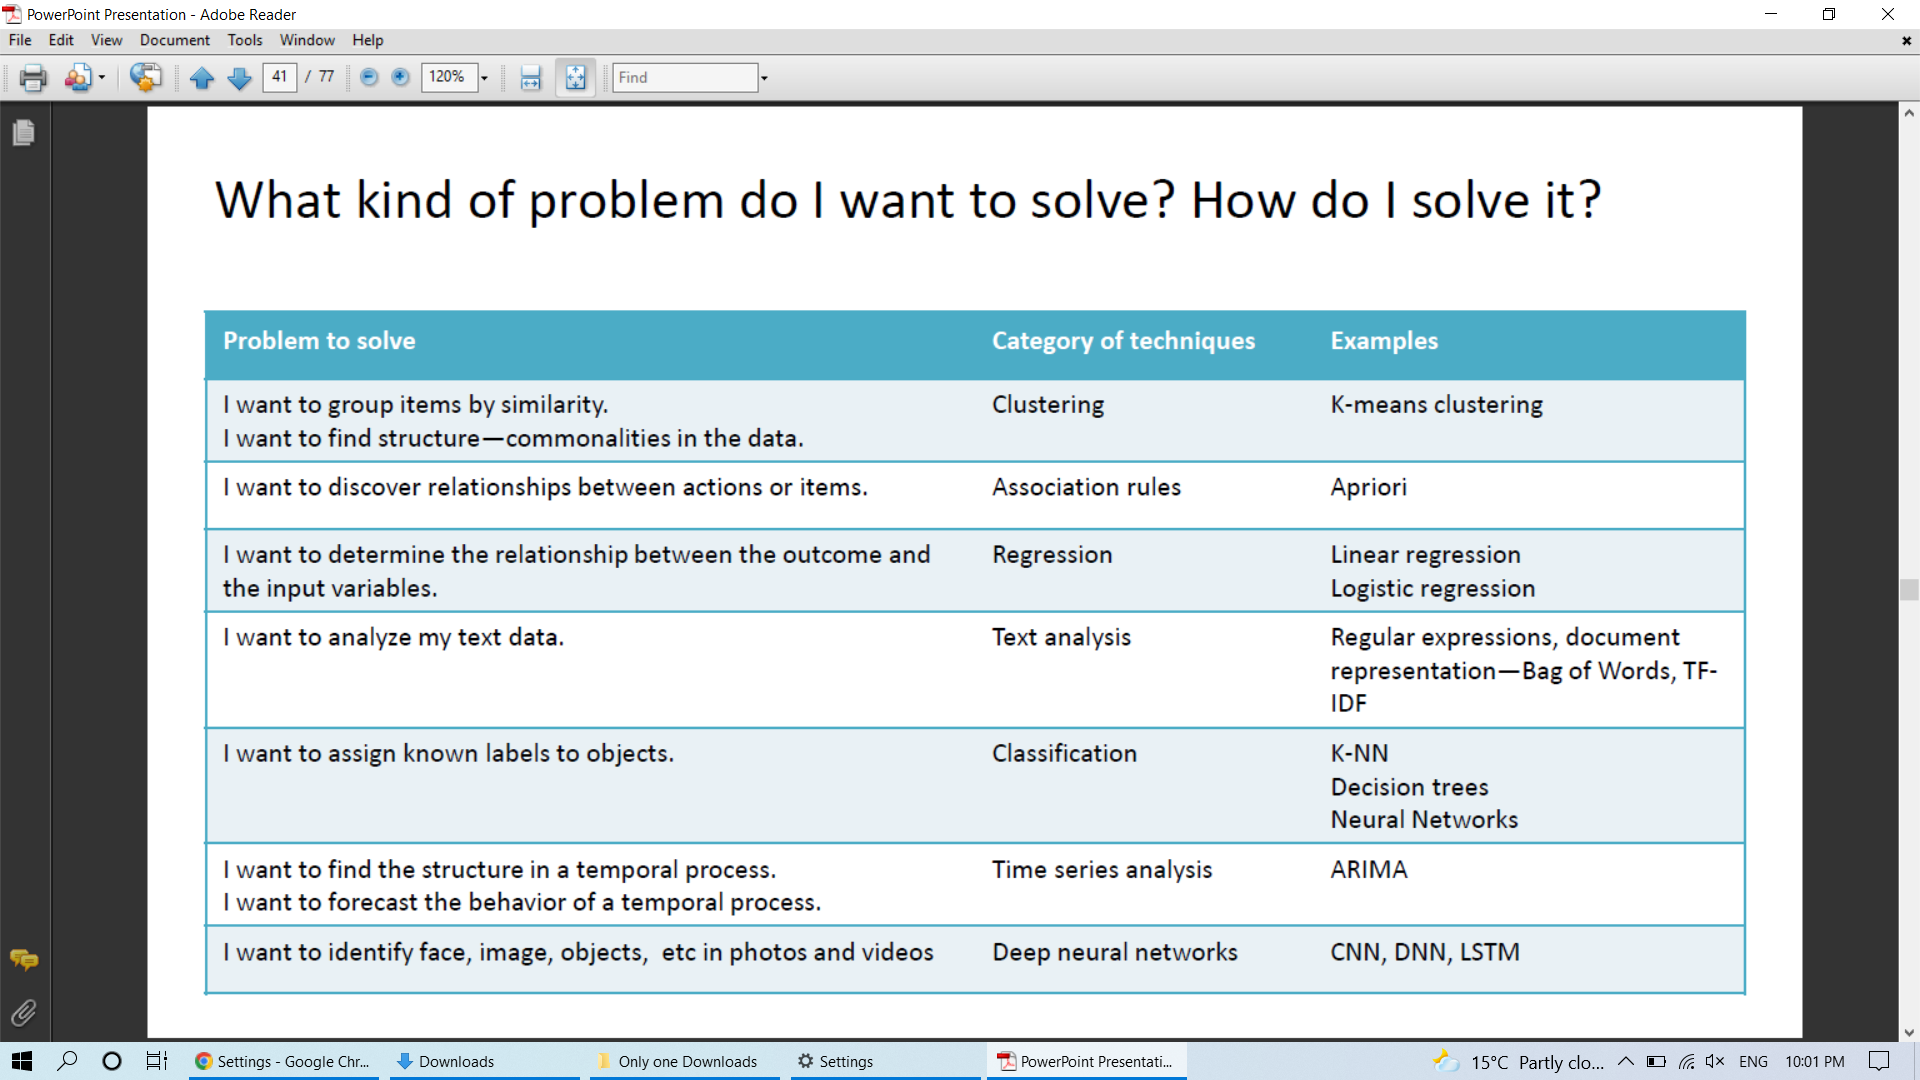 PowerPoint Presentation - Adobe Reader
File Edit View Document Tools Window Help
41 / 77 120% Find
What kind of problem do I want to solve? How do I solve it?
Problem to solve Category of techniques Examples
I want to group items by similarity. Clustering K-means clustering
I want to find structure—commonalities in the data.
I want to discover relationships between actions or items. Association rules Apriori
I want to determine the relationship between the outcome and Regression Linear regression
the input variables. Logistic regression
I want to analyze my text data. Text analysis Regular expressions, document
representation—Bag of Words, TF-
IDF
I want to assign known labels to objects. Classification K-NN
Decision trees
Neural Networks
I want to find the structure in a temporal process. Time series analysis ARIMA
I want to forecast the behavior of a temporal process.
I want to identify face, image, objects,  etc in photos and videos Deep neural networks CNN, DNN, LSTM
Settings - Google Chr... Downloads Only one Downloads Settings PowerPoint Presentati... 15°C Partly clo... ENG 10:01 PM